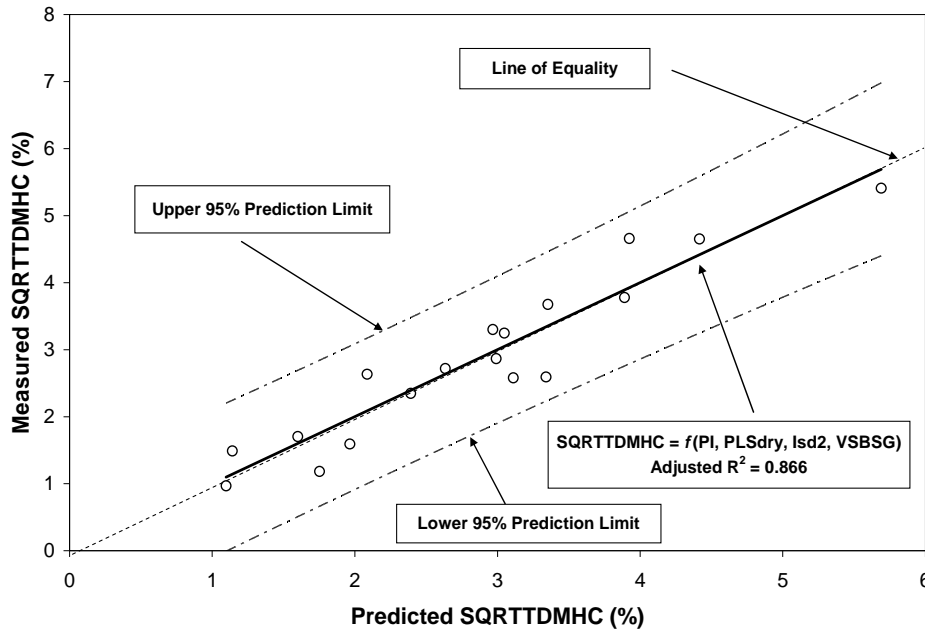 8
7
6
5
4
3
2
1
0
Measured SQRTTDMHC (%)
Line of Equality
Upper 95% Prediction Limit
SQRTTDMHC = f(PI, PLSdry, Isd2, VSBSG)
Adjusted R² = 0.866
Lower 95% Prediction Limit
0 1 2 3 4 5 6
Predicted SQRTTDMHC (%)